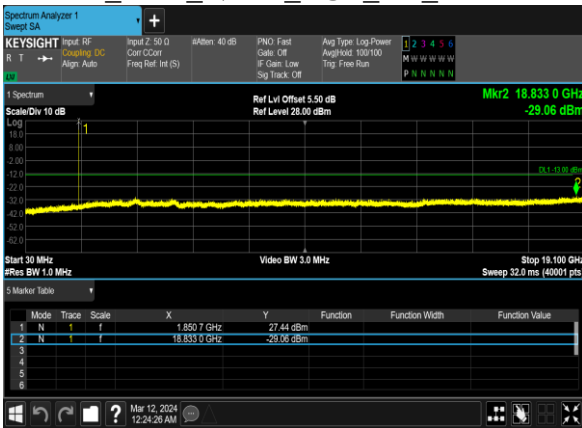 Spectrum Analyzer 1
Swept SA
+
KEYSIGHT Input: RF Input Z: 50 Ω #Atten: 40 dB PNO: Fast Avg Type: Log-Power 1 2 3 4 5 6
R T Coupling: DC Corr CCorr Gate: Off Avg|Hold: 100/100 M W W W W W
Align: Auto Freq Ref: Int (S) IF Gain: Low Trig: Free Run
LW Sig Track: Off P N N N N N
1 Spectrum Ref Lvl Offset 5.50 dB Mkr2 18.833 0 GHz
Scale/Div 10 dB Ref Level 28.00 dBm -29.06 dBm
Log
18.0
8.00
-2.00
-12.0
-22.0
-32.0
-42.0
-52.0
-62.0
1
DL1 -13.00 dBm
Start 30 MHz Video BW 3.0 MHz Stop 19.100 GHz
#Res BW 1.0 MHz Sweep 32.0 ms (40001 pts)
5 Marker Table
Mode Trace Scale X Y Function Function Width Function Value
1 N 1 f 1.850 7 GHz 27.44 dBm
2 N 1 f 18.833 0 GHz -29.06 dBm
3
4
5
6
? Mar 12, 2024
12:24:26 AM